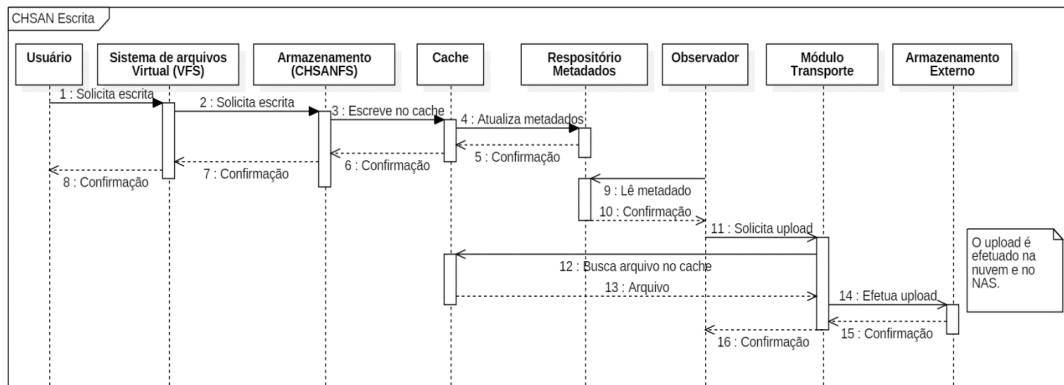 CHSAN Escrita
Usuário
Sistema de arquivos
Virtual (VFS)
Armazenamento
(CHSANFS)
Cache
Respositório
Metadados
Observador
Módulo
Transporte
Armazenamento
Externo
1 : Solicita escrita
2 : Solicita escrita
3 : Escreve no cache
4 : Atualiza metadados
5 : Confirmação
6 : Confirmação
7 : Confirmação
8 : Confirmação
9 : Lê metadado
10 : Confirmação
11 : Solicita upload
12 : Busca arquivo no cache
13 : Arquivo
14 : Efetua upload
15 : Confirmação
16 : Confirmação
O upload é
efetuado na
nuvem e no
NAS.